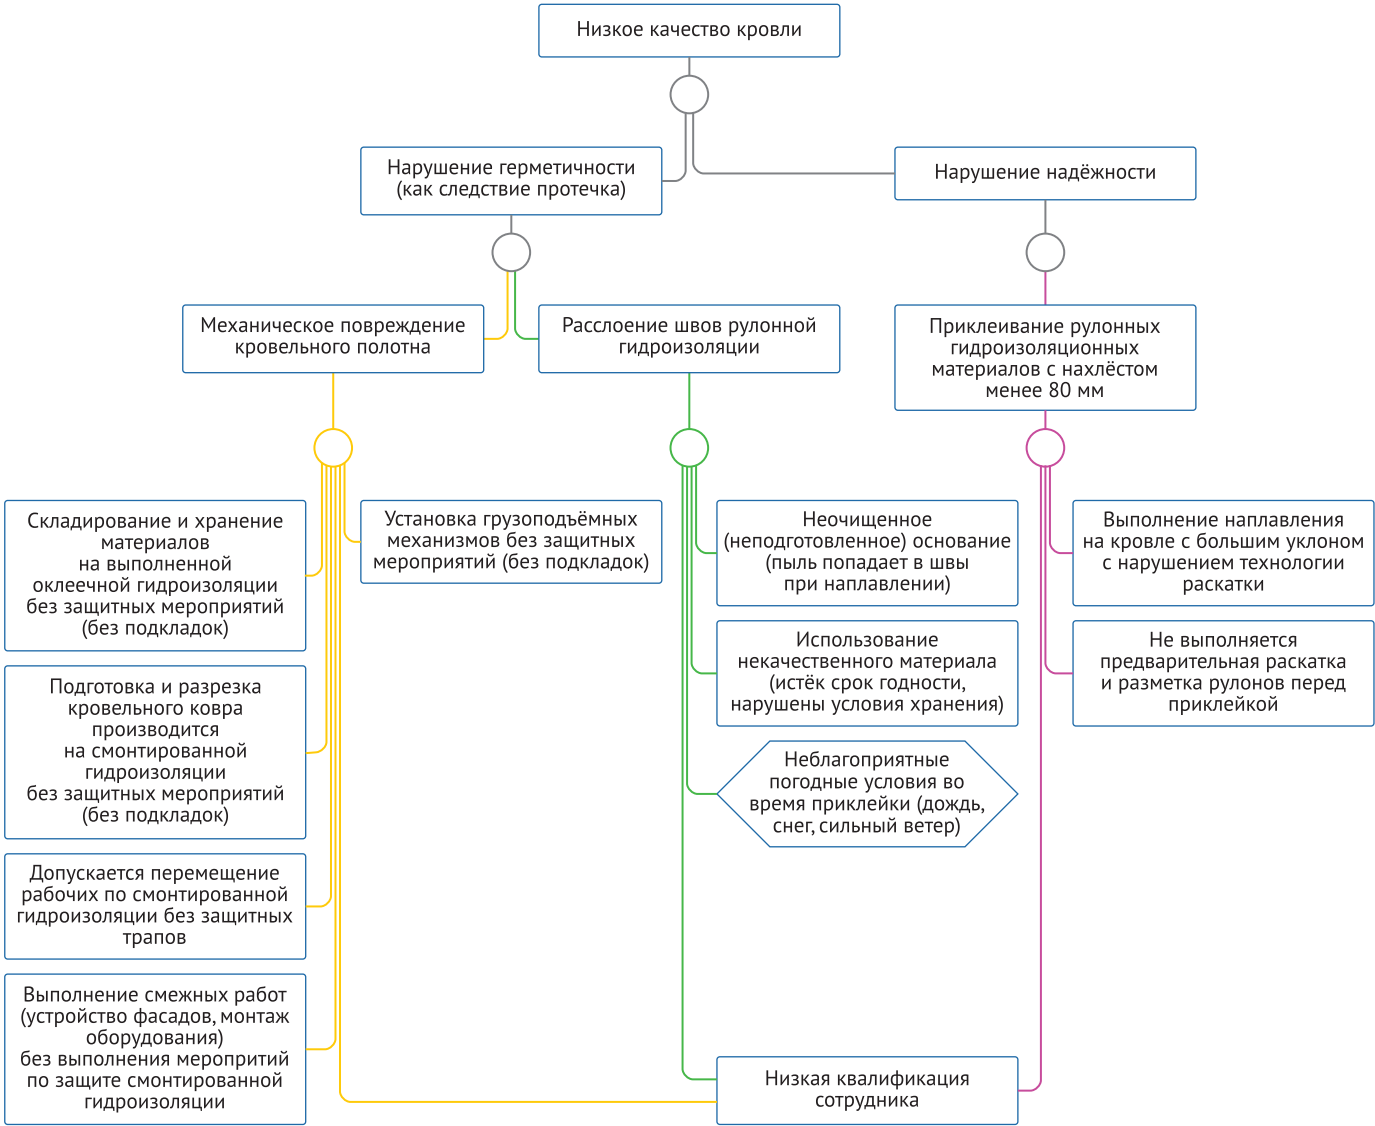 Низкое качество кровли
Нарушение герметичности
(как следствие протечка)
Нарушение надёжности
Механическое повреждение
кровельного полотна
Расслоение швов рулонной
гидроизоляции
Приклеивание рулонных
гидроизоляционных
материалов с нахлёстом
менее 80 мм
Складирование и хранение
материалов
на выполненной
оклеечной гидроизоляции
без защитных мероприятий
(без подкладок)
Установка грузоподъёмных
механизмов без защитных
мероприятий (без подкладок)
Неочищенное
(неподготовленное) основание
(пыль попадает в швы
при наплавлении)
Выполнение наплавления
на кровле с большим уклоном
с нарушением технологии
раскатки
Использование
некачественного материала
(истёк срок годности,
нарушены условия хранения)
Не выполняется
предварительная раскатка
и разметка рулонов перед
приклейкой
Подготовка и разрезка
кровельного ковра
производится
на смонтированной
гидроизоляции
без защитных мероприятий
(без подкладок)
Неблагоприятные
погодные условия во
время приклейки (дождь,
снег, сильный ветер)
Допускается перемещение
рабочих по смонтированной
гидроизоляции без защитных
трапов
Выполнение смежных работ
(устройство фасадов, монтаж
оборудования)
без выполнения меропритий
по защите смонтированной
гидроизоляции
Низкая квалификация
сотрудника